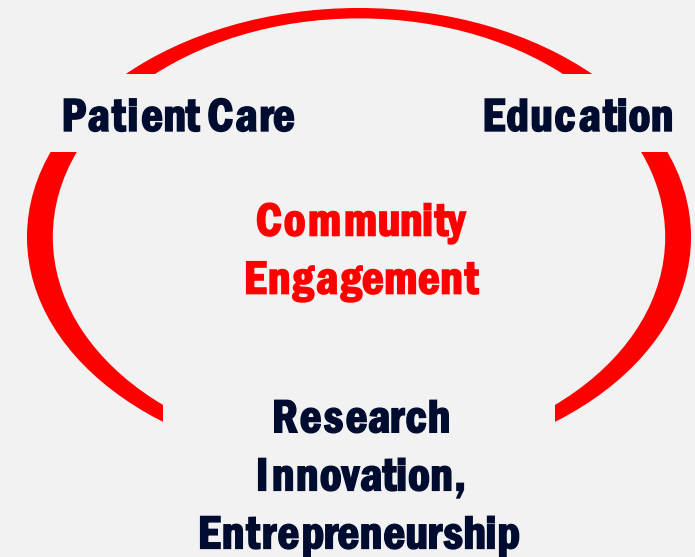 Patient Care
Education
Community
Engagement
Research
Innovation,
Entrepreneurship